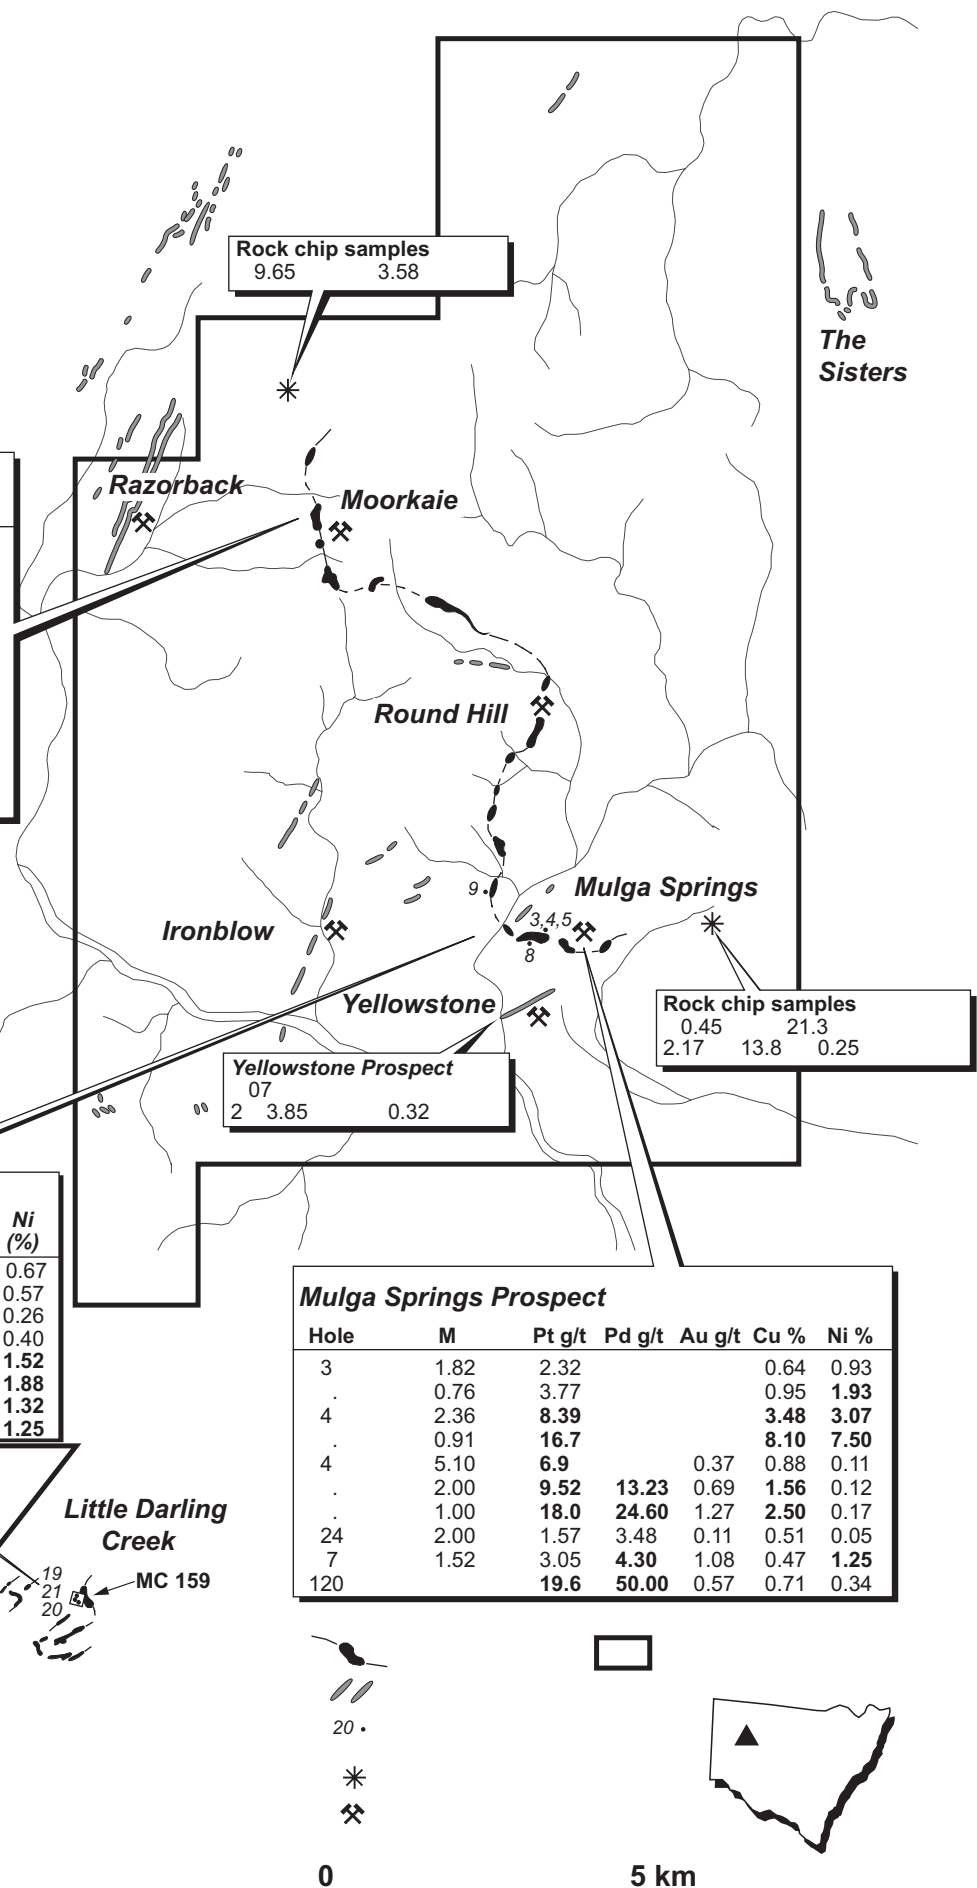 Rock chip samples
9.65 3.58
The
Sisters
Razorback
Moorkaie
Round Hill
Mulga Springs
9
3,4,5
8
Ironblow
Yellowstone
Rock chip samples
0.45 21.3
2.17 13.8 0.25
Yellowstone Prospect
07
2 3.85 0.32
Ni
(%)
0.67
0.57
0.26
0.40
1.52
1.88
1.32
1.25
Mulga Springs Prospect
Hole M Pt g/t Pd g/t Au g/t Cu % Ni %
3 1.82 2.32 0.64 0.93
. 0.76 3.77 0.95 1.93
4 2.36 8.39 3.48 3.07
. 0.91 16.7 8.10 7.50
4 5.10 6.9 0.37 0.88 0.11
. 2.00 9.52 13.23 0.69 1.56 0.12
. 1.00 18.0 24.60 1.27 2.50 0.17
24 2.00 1.57 3.48 0.11 0.51 0.05
7 1.52 3.05 4.30 1.08 0.47 1.25
120 19.6 50.00 0.57 0.71 0.34
Little Darling
Creek
19
21
20
MC 159
20
0 5 km